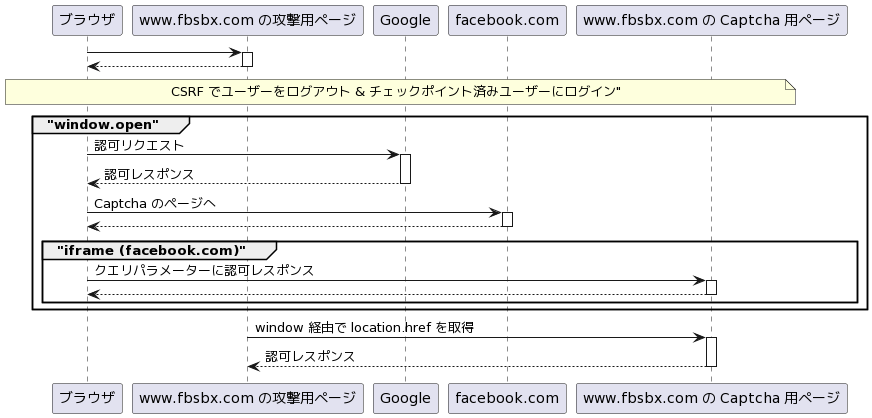 ブラウザ
www.fbsbx.com の攻撃用ページ
Google
facebook.com
www.fbsbx.com の Captcha 用ページ
CSRF でユーザーをログアウト & チェックポイント済みユーザーにログイン"
"window.open"
認可リクエスト
認可レスポンス
Captcha のページへ
"iframe (facebook.com)"
クエリパラメーターに認可レスポンス
window 経由で location.href を取得
認可レスポンス
ブラウザ
www.fbsbx.com の攻撃用ページ
Google
facebook.com
www.fbsbx.com の Captcha 用ページ